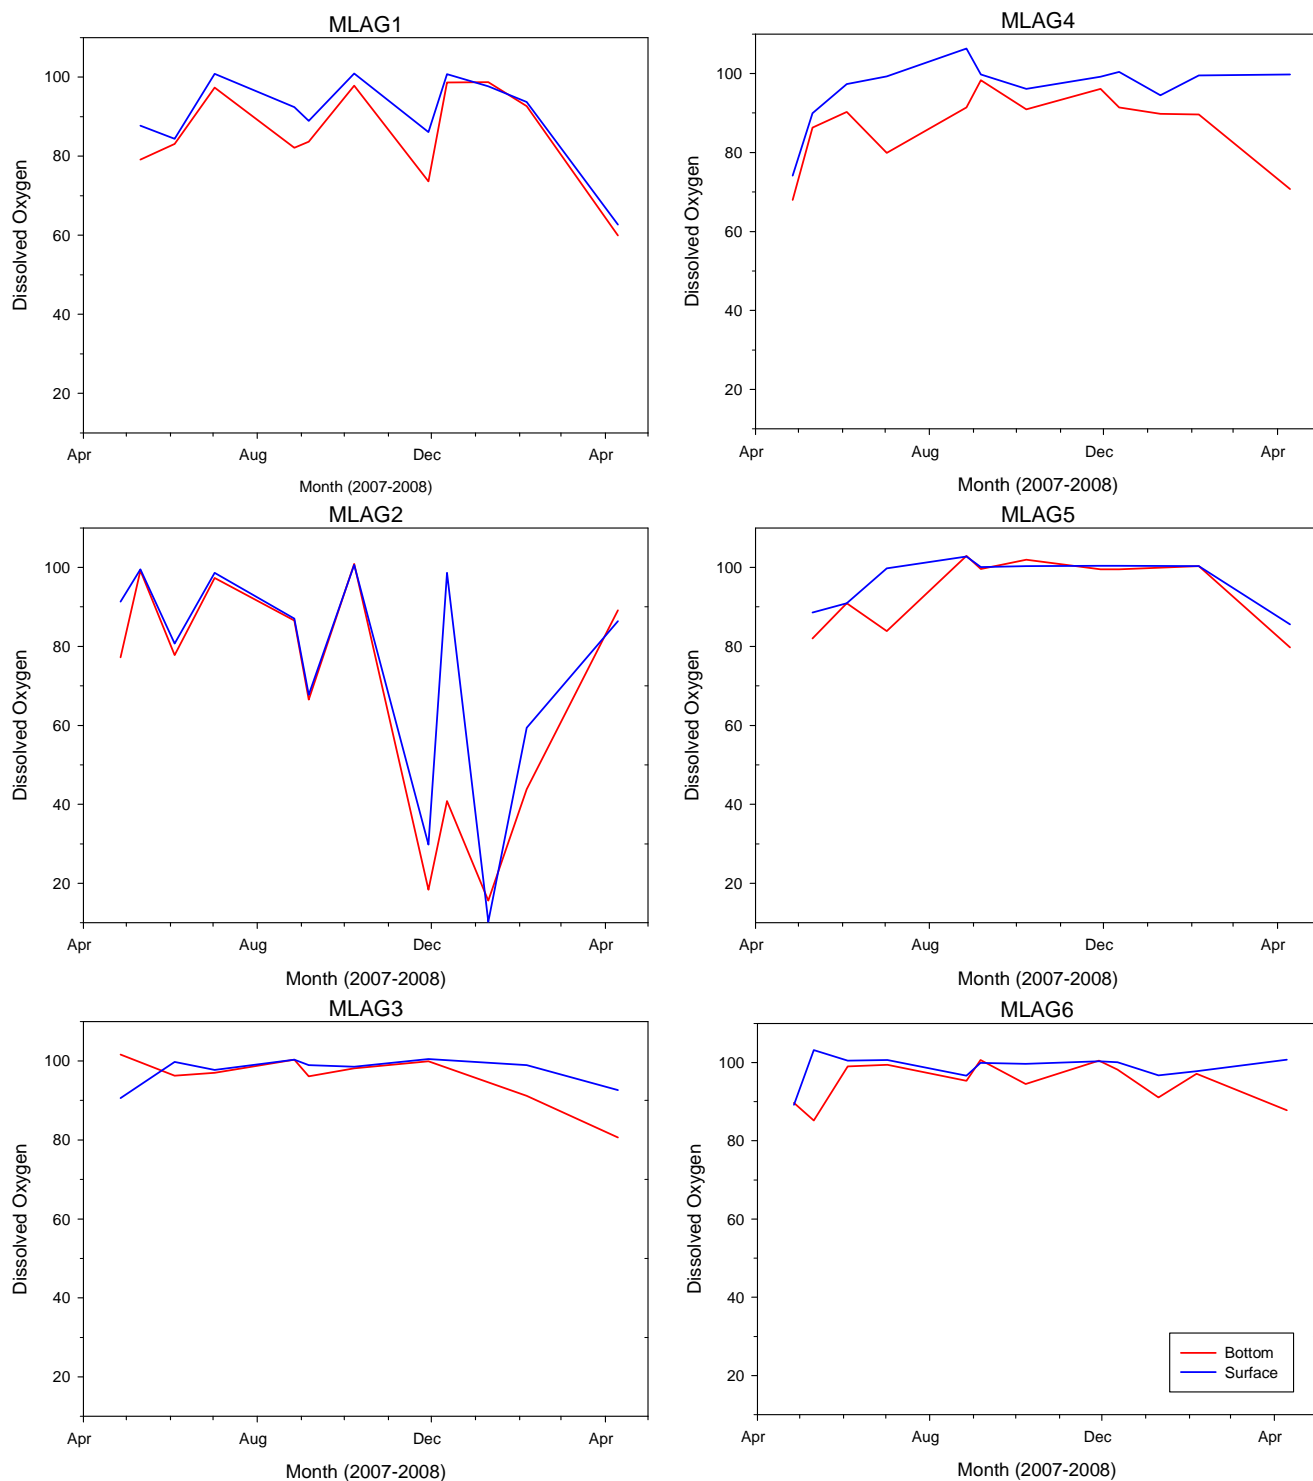 MLAG1
100
80
60
40
20
Dissolved Oxygen
Apr Aug Dec Apr
Month (2007-2008)
MLAG4
100
80
60
40
20
Dissolved Oxygen
Apr Aug Dec Apr
Month (2007-2008)
MLAG2
100
80
60
40
20
Dissolved Oxygen
Apr Aug Dec Apr
Month (2007-2008)
MLAG5
100
80
60
40
20
Dissolved Oxygen
Apr Aug Dec Apr
Month (2007-2008)
MLAG3
100
80
60
40
20
Dissolved Oxygen
Apr Aug Dec Apr
Month (2007-2008)
MLAG6
100
80
60
40
20
Dissolved Oxygen
Bottom
Surface
Apr Aug Dec Apr
Month (2007-2008)